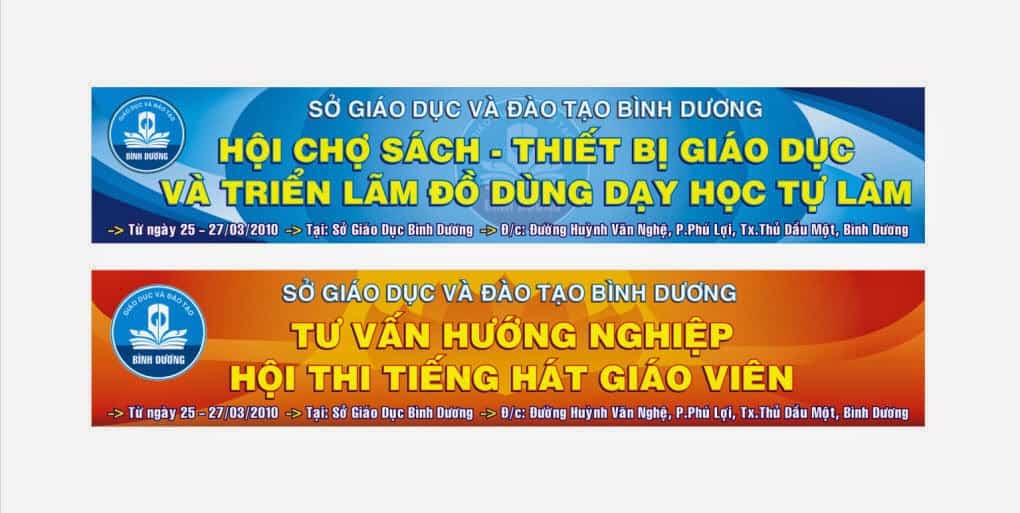 GIÁO DỤC VÀ ĐÀO TẠO
BÌNH DƯƠNG
SỞ GIÁO DỤC VÀ ĐÀO TẠO BÌNH DƯƠNG
HỘI CHỢ SÁCH - THIẾT BỊ GIÁO DỤC
VÀ TRIỂN LÃM ĐỒ DÙNG DẠY HỌC TỰ LÀM
-> Từ ngày 25 - 27/03/2010 -> Tại: Sở Giáo Dục Bình Dương -> Đ/c: Đường Huỳnh Văn Nghệ, P.Phú Lợi, Tx.Thủ Dầu Một, Bình Dương
GIÁO DỤC VÀ ĐÀO TẠO
BÌNH DƯƠNG
SỞ GIÁO DỤC VÀ ĐÀO TẠO BÌNH DƯƠNG
TƯ VẤN HƯỚNG NGHIỆP
HỘI THI TIẾNG HÁT GIÁO VIÊN
-> Từ ngày 25 - 27/03/2010 -> Tại: Sở Giáo Dục Bình Dương -> Đ/c: Đường Huỳnh Văn Nghệ, P.Phú Lợi, Tx.Thủ Dầu Một, Bình Dương